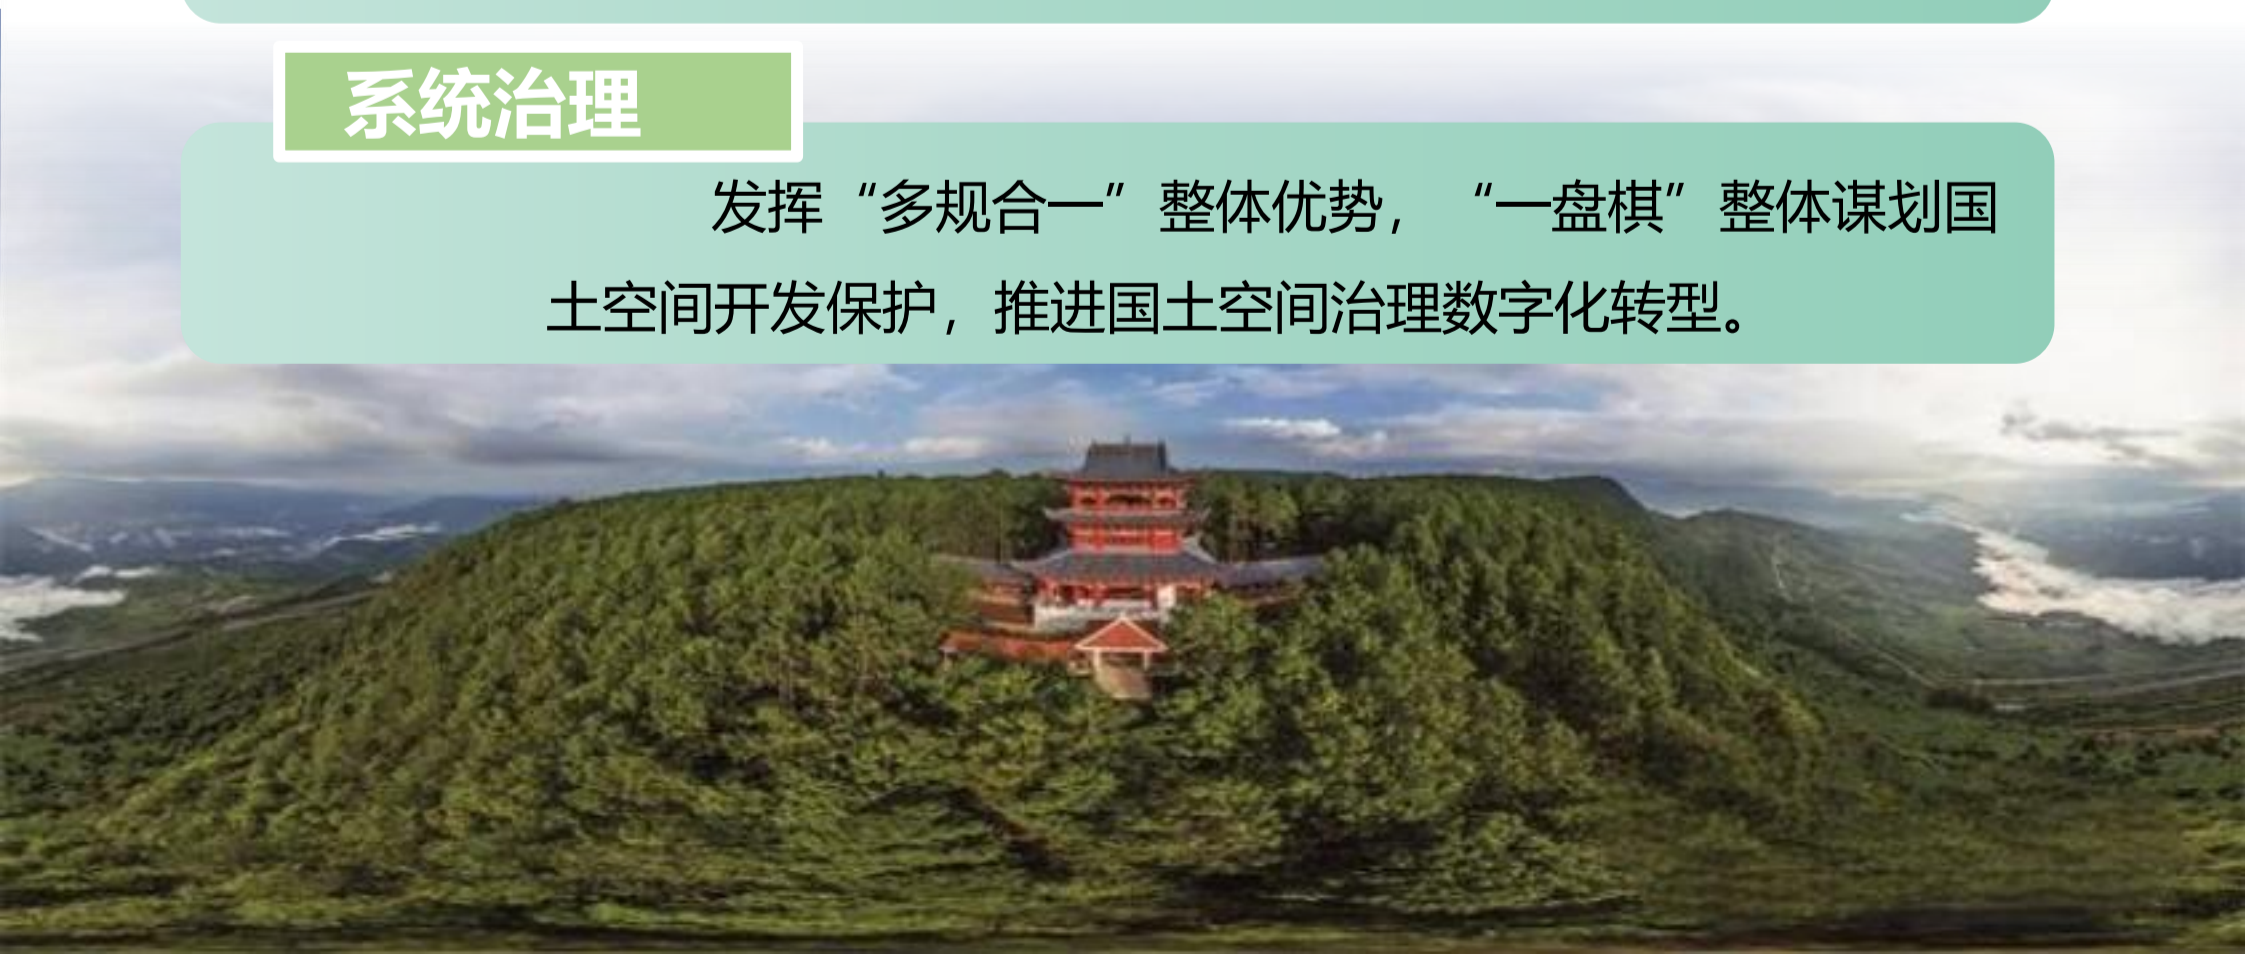 系统治理
发挥“多规合一”整体优势，“一盘棋”整体谋划国
土空间开发保护，推进国土空间治理数字化转型。